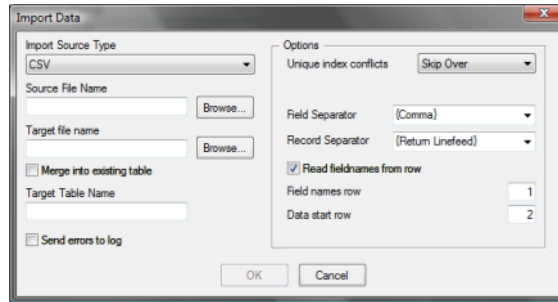 Import Data
Import Source Type
CSV
Source File Name
Browse...
Target file name
Browse...
Merge into existing table
Target Table Name
Send errors to log
Options
Unique index conflicts
Skip Over
Field Separator
{Comma}
Record Separator
{Return Linefeed}
Read fieldnames from row
Field names row
1
Data start row
2
OK
Cancel